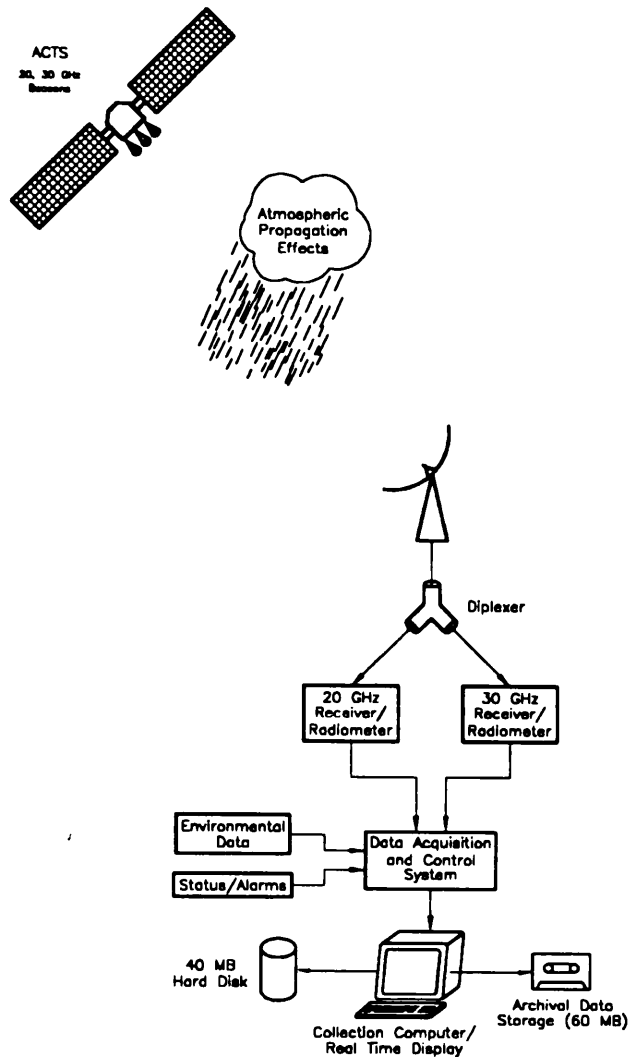 ACTS
20, 30 GHz
Beacons
Atmospheric
Propagation
Effects
Diplexer
20 GHz
Receiver/
Radiometer
30 GHz
Receiver/
Radiometer
Environmental
Data
Data Acquisition
and Control
System
Status/Alarms
40 MB
Hard Disk
Archival Data
Storage (60 MB)
Collection Computer/
Real Time Display